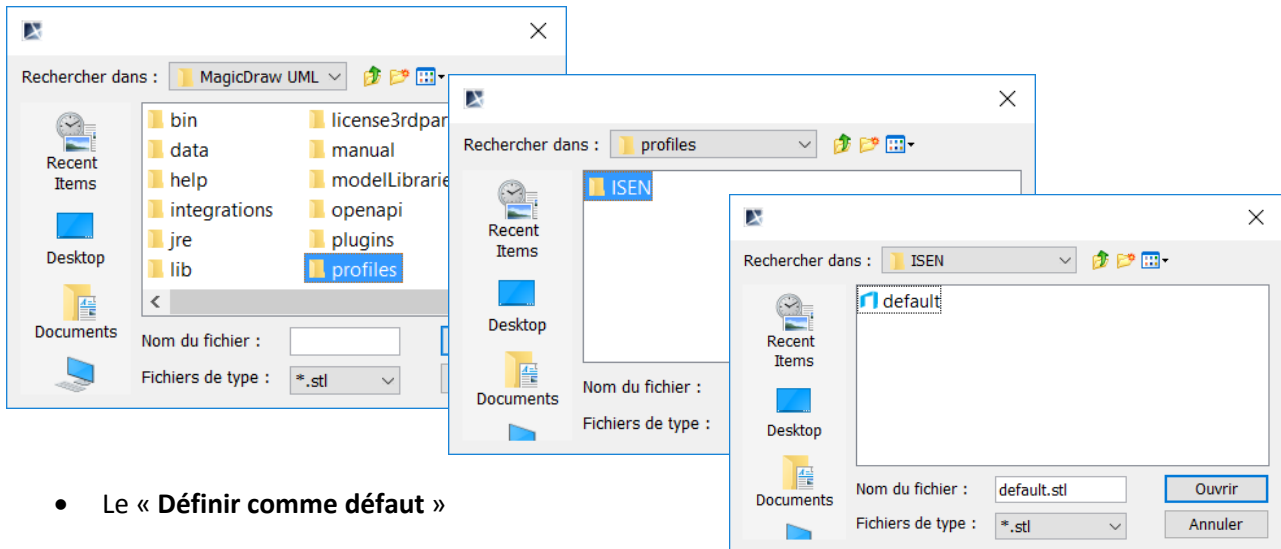 Rechercher dans : MagicDraw UML
Recent Items
Desktop
Documents
bin
data
help
integrations
jre
lib
license3rdpar
manual
modelLibrarie
openapi
plugins
profiles
Nom du fichier :
Fichiers de type : *.stl
Rechercher dans : profiles
Recent Items
Desktop
Documents
ISEN
Nom du fichier :
Fichiers de type :
Rechercher dans : ISEN
Recent Items
Desktop
Documents
default
Nom du fichier : default.stl
Ouvrir
Fichiers de type : *.stl
Annuler
• Le « Définir comme défaut »